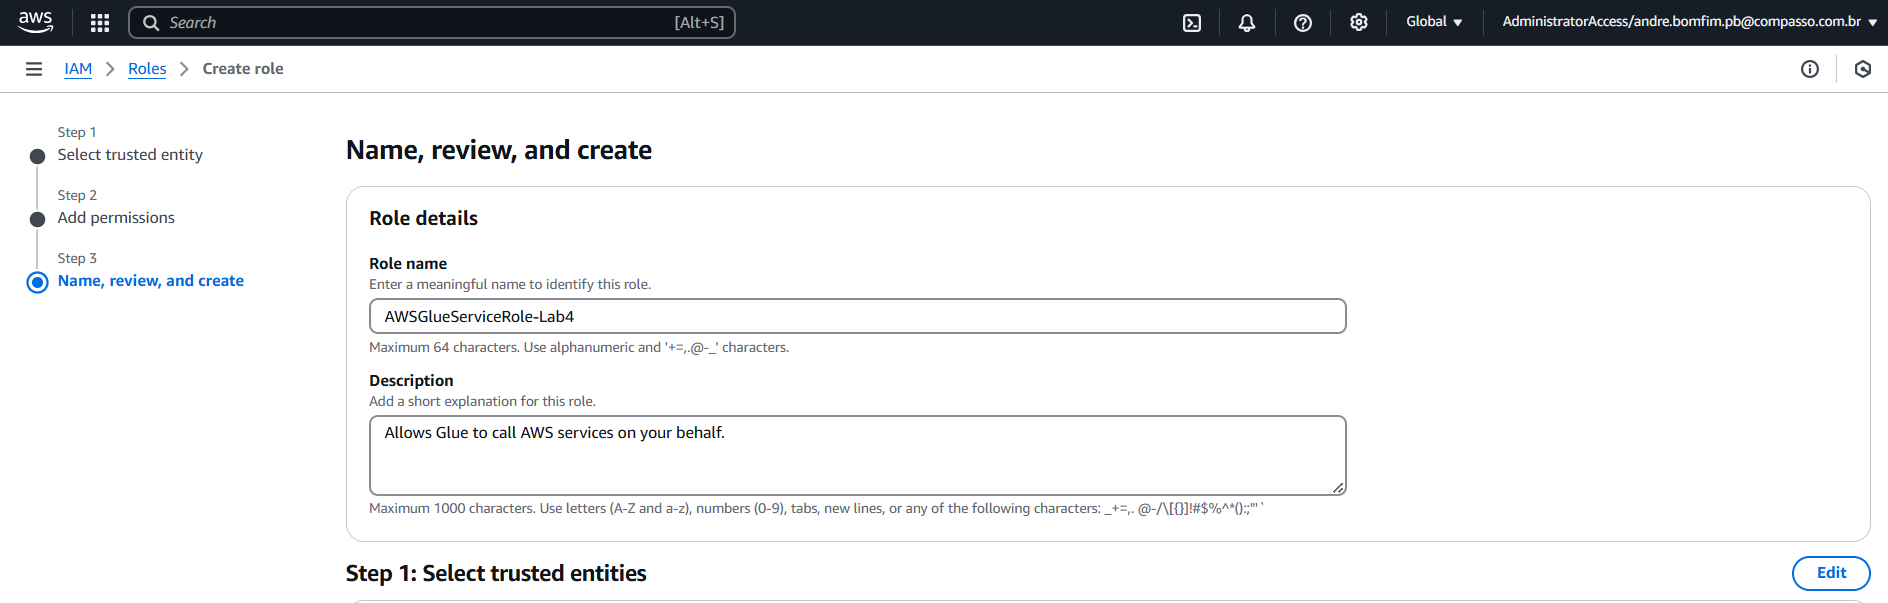 aws
Search [Alt+S]
Global
AdministratorAccess/andre.bomfim.pb@compasso.com.br
IAM
Roles
Create role
Step 1
Select trusted entity
Step 2
Add permissions
Step 3
Name, review, and create
Name, review, and create
Role details
Role name
Enter a meaningful name to identify this role.
AWSGlueServiceRole-Lab4
Maximum 64 characters. Use alphanumeric and '+=,.@-_' characters.
Description
Add a short explanation for this role.
Allows Glue to call AWS services on your behalf.
Maximum 1000 characters. Use letters (A-Z and a-z), numbers (0-9), tabs, new lines, or any of the following characters: _+=,. @-/\[{}]!#$%^*();:"'`
Step 1: Select trusted entities
Edit